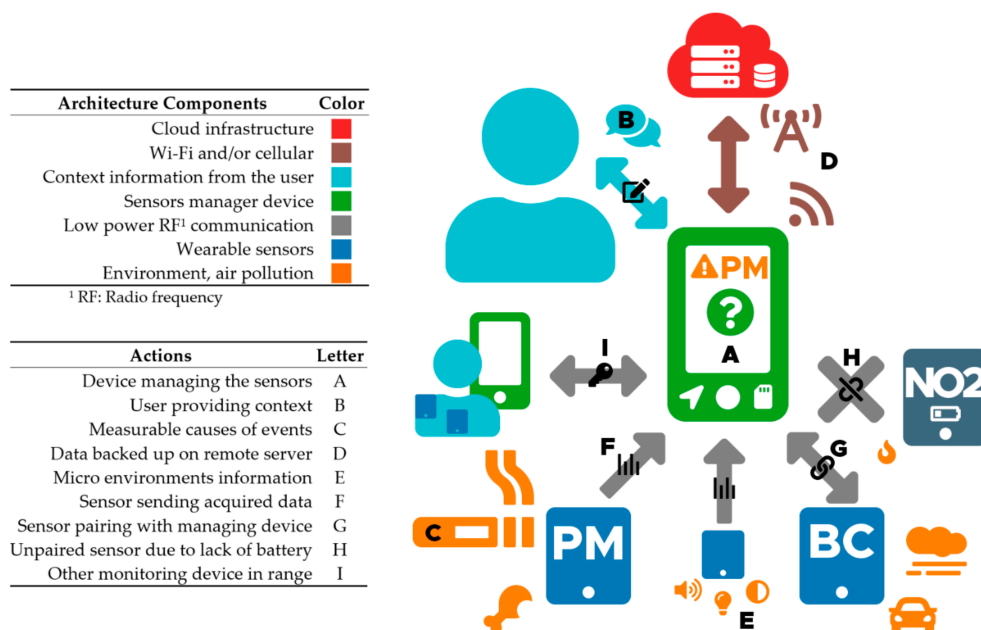 Architecture Components Color
Cloud infrastructure
Wi-Fi and/or cellular
Context information from the user
Sensors manager device
Low power RF¹ communication
Wearable sensors
Environment, air pollution
¹ RF: Radio frequency
Actions Letter
Device managing the sensors A
User providing context B
Measurable causes of events C
Data backed up on remote server D
Micro environments information E
Sensor sending acquired data F
Sensor pairing with managing device G
Unpaired sensor due to lack of battery H
Other monitoring device in range I
B
D
PM
?
A
I
H
NO2
F
G
C
PM
BC
E